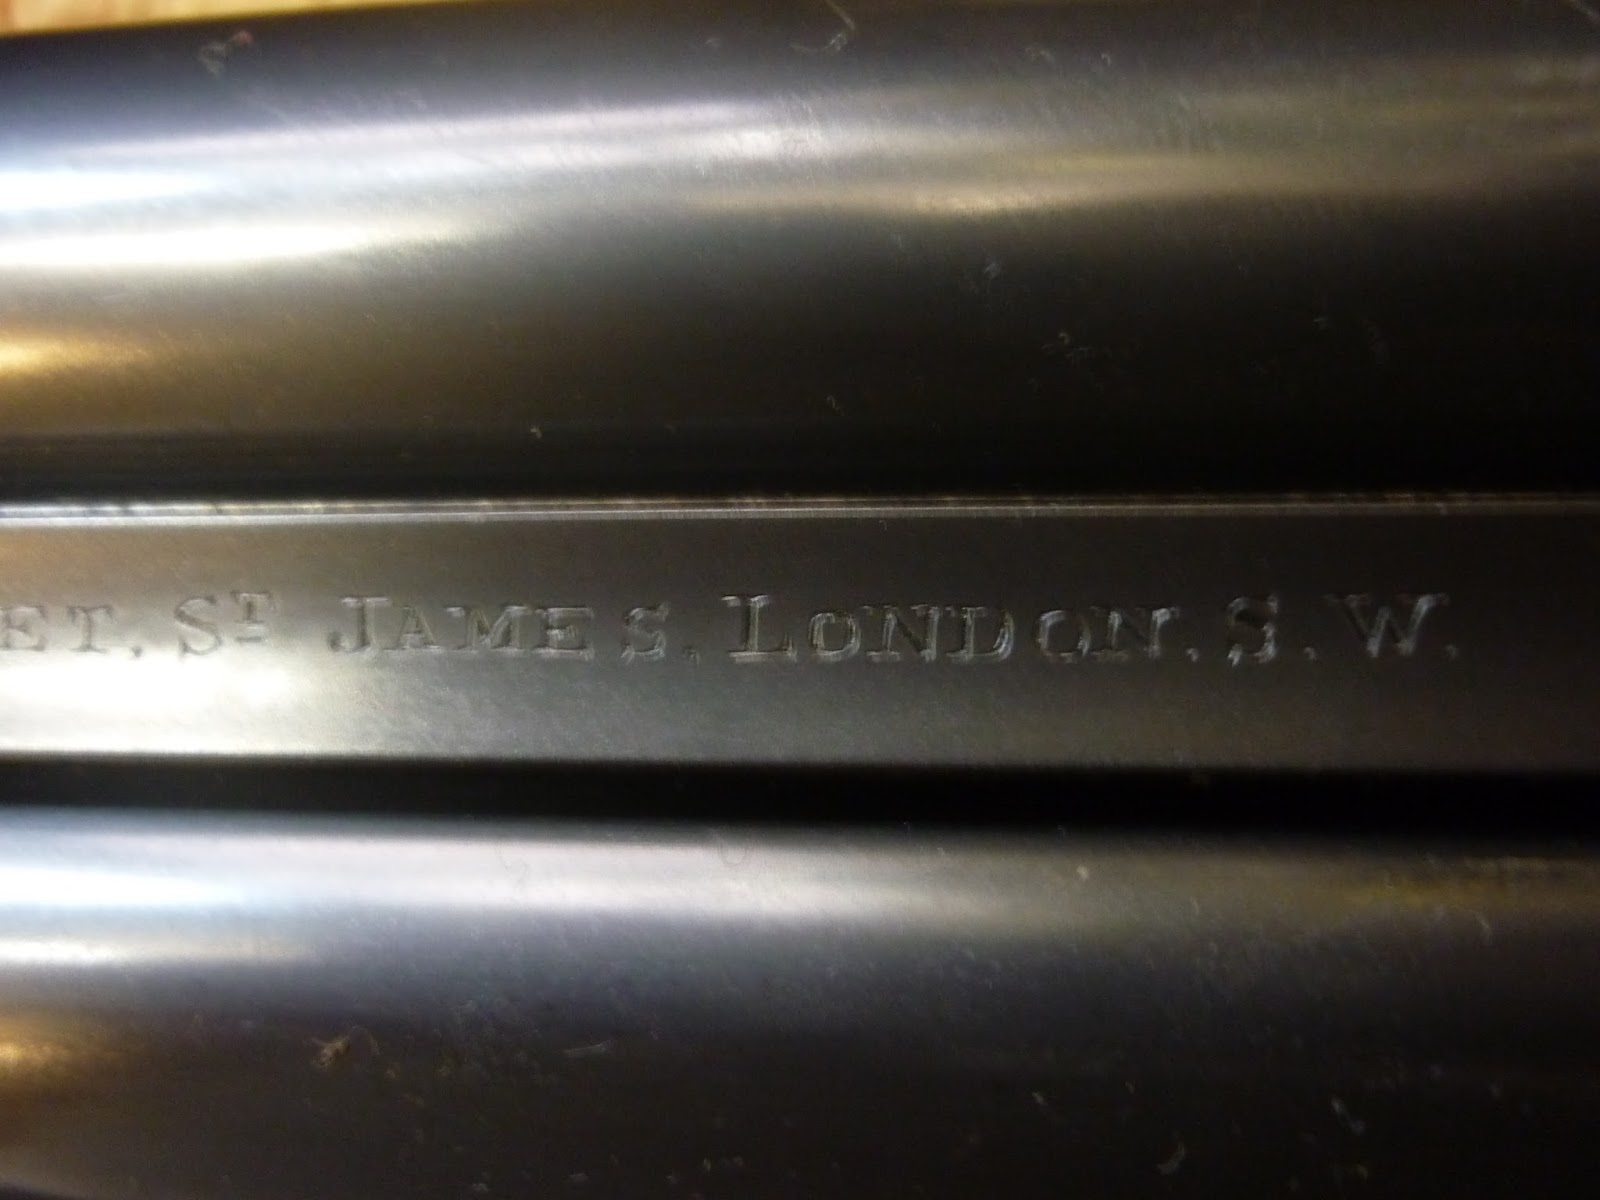 ET. ST JAMES. LONDON. S.W.